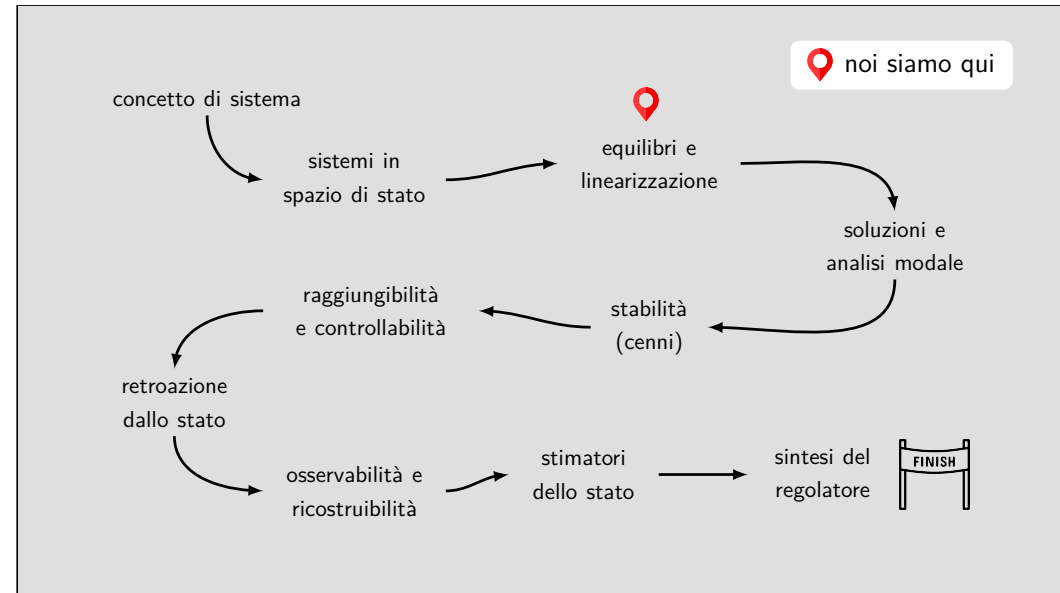 noi siamo qui
concetto di sistema
sistemi in
spazio di stato
equilibri e
linearizzazione
soluzioni e
analisi modale
stabilità
(cenni)
raggiungibilità
e controllabilità
retroazione
dallo stato
osservabilità e
ricostruibilità
stimatori
dello stato
sintesi del
regolatore
FINISH